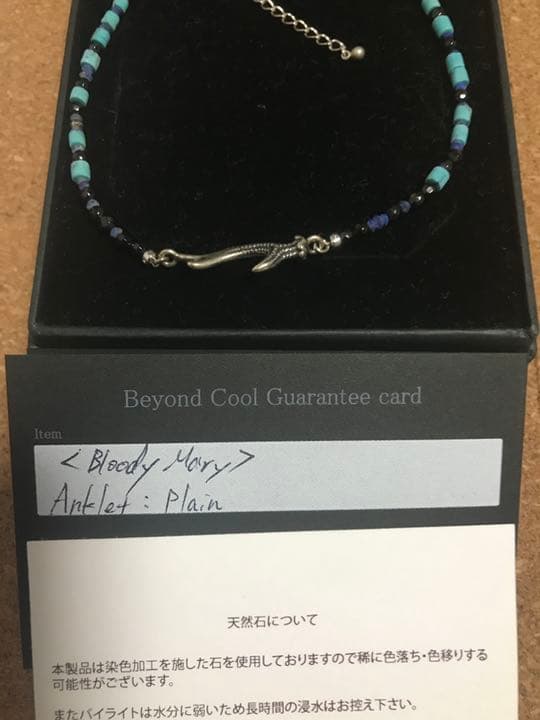 Beyond Cool Guarantee card
Item
<Bloody Mary>
Anklet : Plain
天然石について
本製品は染色加工を施した石を使用しておりますので稀に色落ち・色移りする
可能性がございます。
またパイライトは水分に弱いため長時間の浸水はお控え下さい。